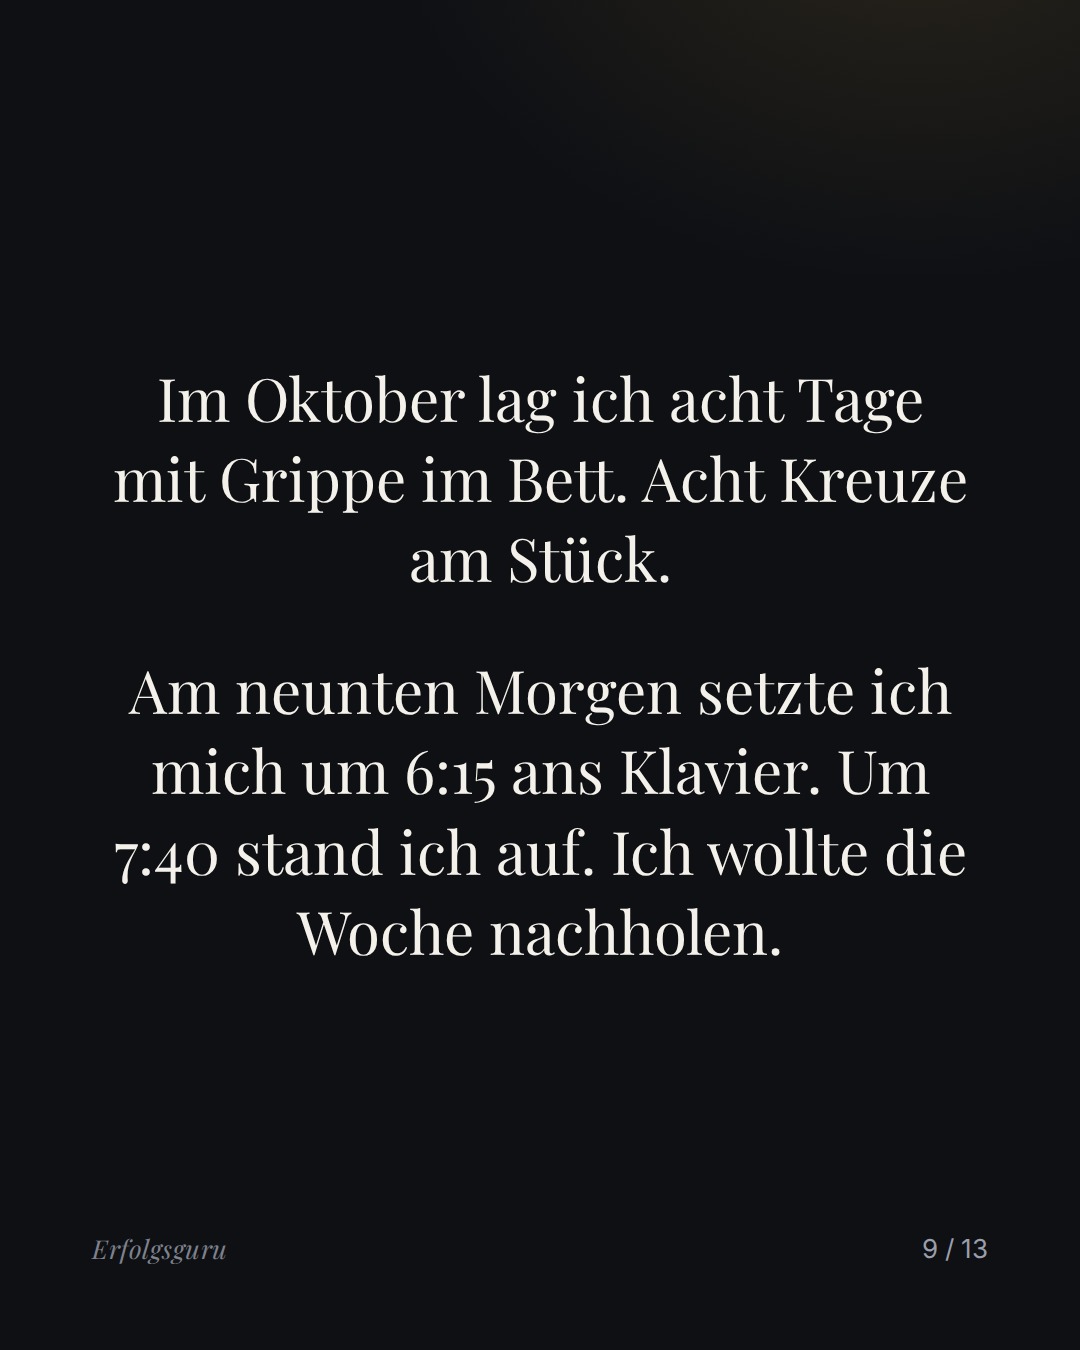 Im Oktober lag ich acht Tage
mit Grippe im Bett. Acht Kreuze
am Stück.
Am neunten Morgen setzte ich
mich um 6:15 ans Klavier. Um
7:40 stand ich auf. Ich wollte die
Woche nachholen.
Erfolgsguru
9 / 13